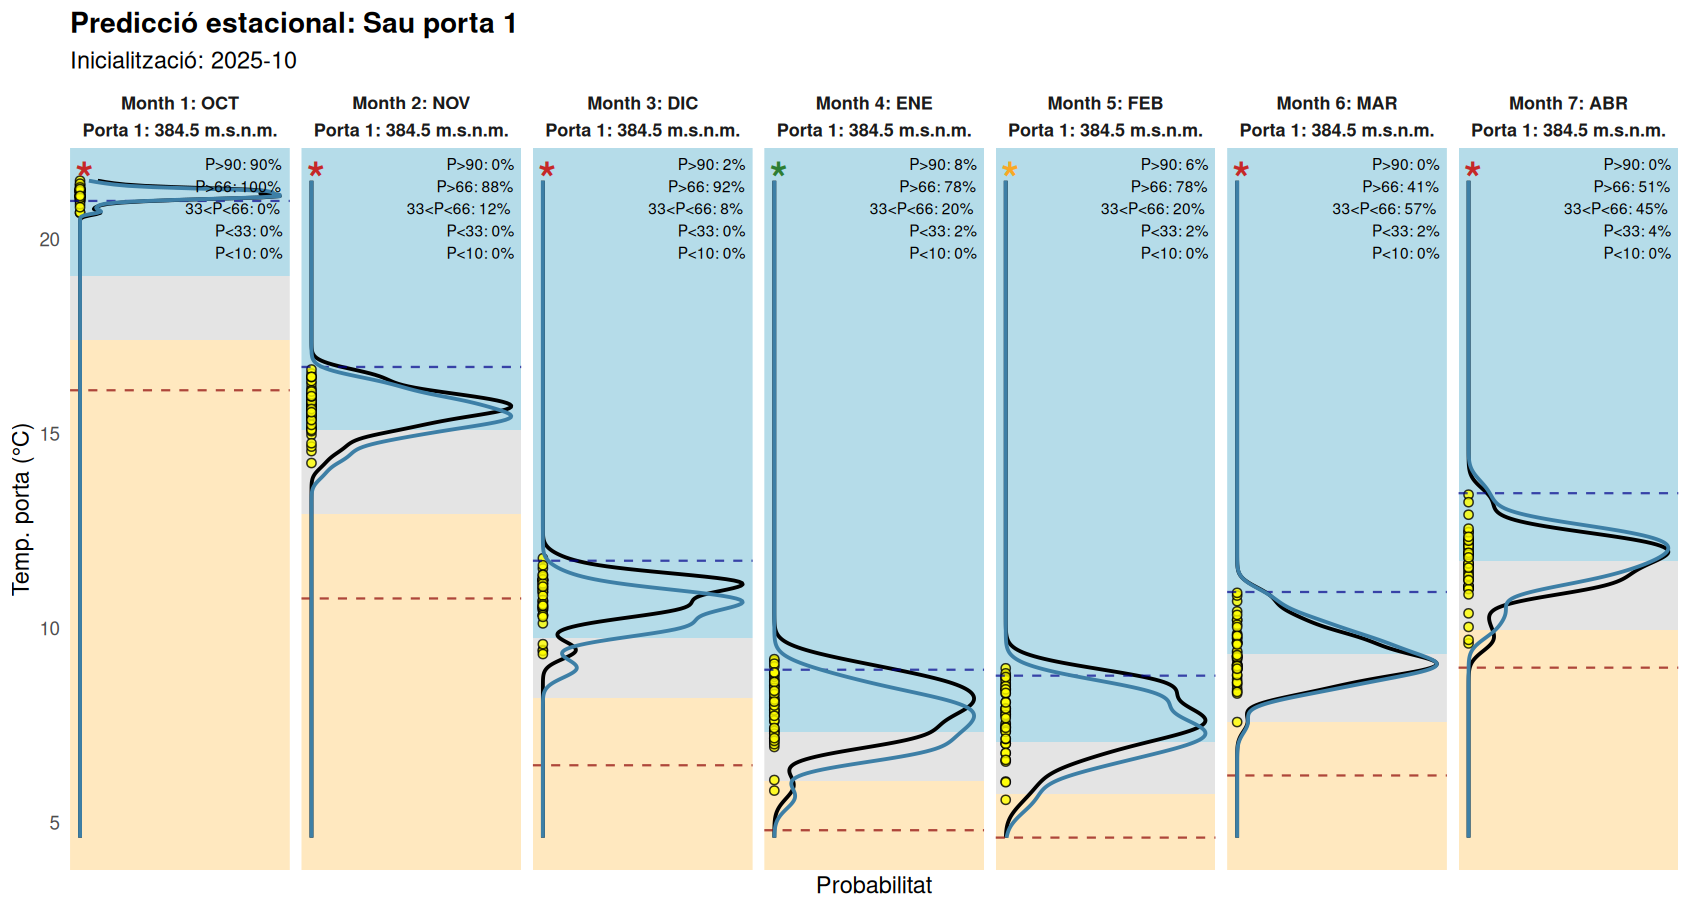 Predicció estacional: Sau porta 1
Inicialització: 2025-10
Month 1: OCT
Porta 1: 384.5 m.s.n.m.
Month 2: NOV
Porta 1: 384.5 m.s.n.m.
Month 3: DIC
Porta 1: 384.5 m.s.n.m.
Month 4: ENE
Porta 1: 384.5 m.s.n.m.
Month 5: FEB
Porta 1: 384.5 m.s.n.m.
Month 6: MAR
Porta 1: 384.5 m.s.n.m.
Month 7: ABR
Porta 1: 384.5 m.s.n.m.
*
P>90: 90%
P>66: 100%
33<P<66: 0%
P<33: 0%
P<10: 0%
*
P>90: 0%
P>66: 88%
33<P<66: 12%
P<33: 0%
P<10: 0%
*
P>90: 2%
P>66: 92%
33<P<66: 8%
P<33: 0%
P<10: 0%
*
P>90: 8%
P>66: 78%
33<P<66: 20%
P<33: 2%
P<10: 0%
*
P>90: 6%
P>66: 78%
33<P<66: 20%
P<33: 2%
P<10: 0%
*
P>90: 0%
P>66: 41%
33<P<66: 57%
P<33: 2%
P<10: 0%
*
P>90: 0%
P>66: 51%
33<P<66: 45%
P<33: 4%
P<10: 0%
20
15
10
5
Temp. porta (°C)
Probabilitat